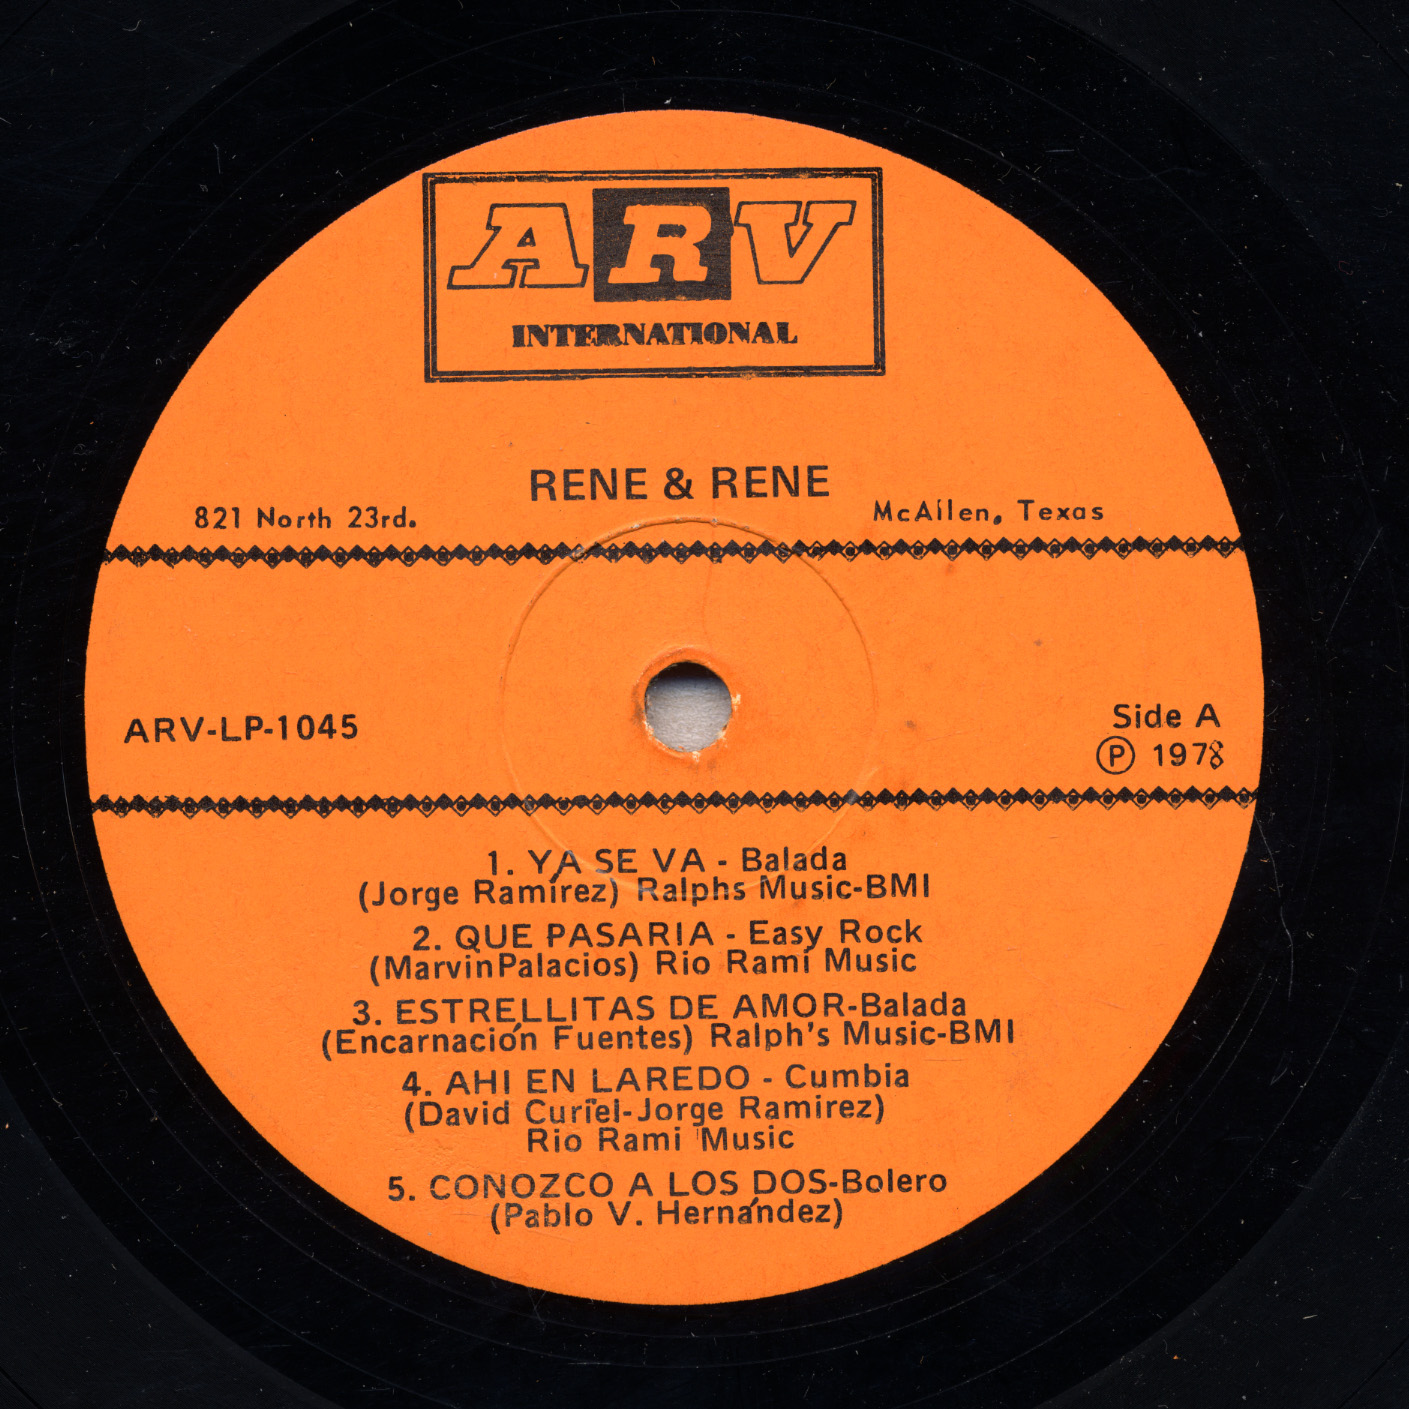 ARV
INTERNATIONAL
RENE & RENE
821 North 23rd.
McAllen, Texas
ARV-LP-1045
Side A
Ⓟ 1978
1. YA SE VA - Balada
(Jorge Ramírez) Ralphs Music-BMI
2. QUE PASARIA - Easy Rock
(Marvin Palacios) Rio Rami Music
3. ESTRELLITAS DE AMOR-Balada
(Encarnación Fuentes) Ralph's Music-BMI
4. AHI EN LAREDO - Cumbia
(David Curiel-Jorge Ramirez)
Rio Rami Music
5. CONOZCO A LOS DOS-Bolero
(Pablo V. Hernández)